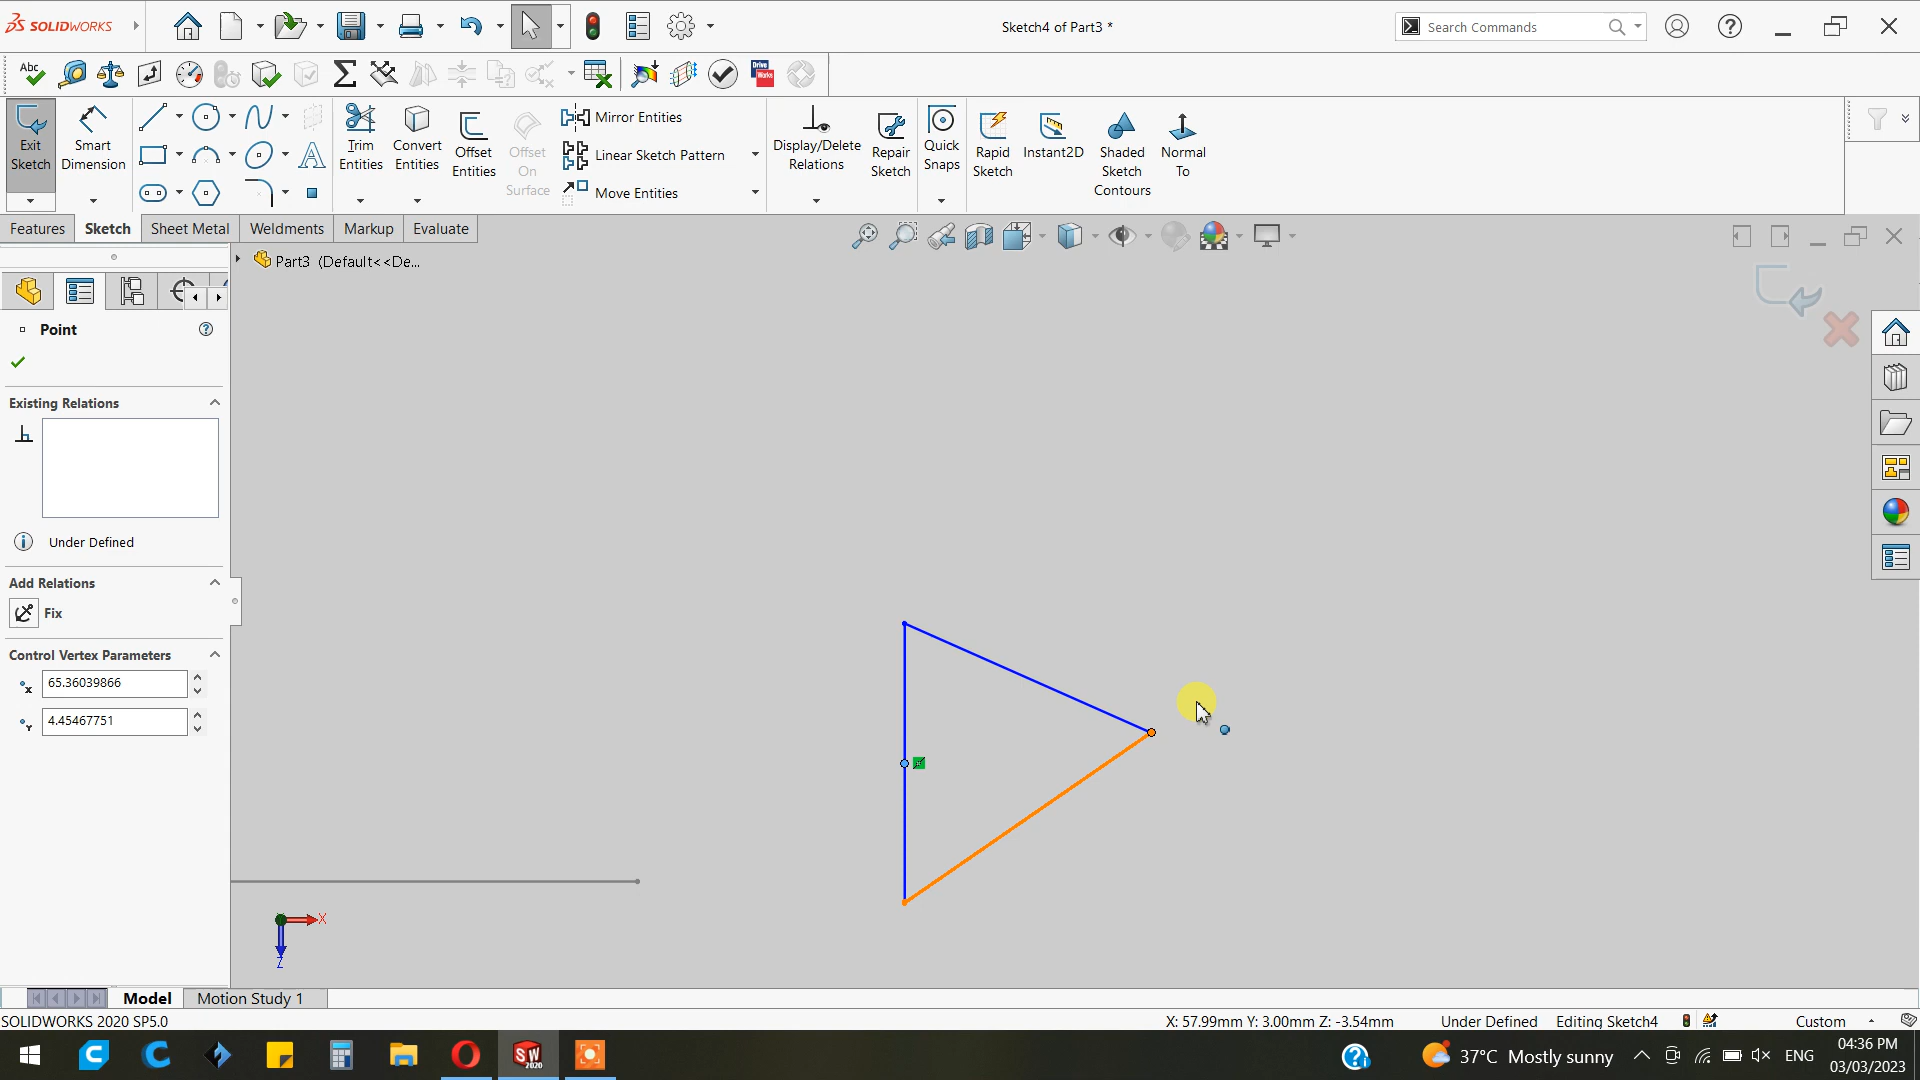 SOLIDWORKS
Sketch4 of Part3 *
Search Commands
Abc
Drive Works
Exit Sketch
Smart Dimension
Trim Entities
Convert Entities
Offset Entities
Offset On Surface
Mirror Entities
Linear Sketch Pattern
Move Entities
Display/Delete Relations
Repair Sketch
Quick Snaps
Rapid Sketch
Instant2D
Shaded Sketch Contours
Normal To
Features Sketch Sheet Metal Weldments Markup Evaluate
Part3 (Default<<De...
Point
Existing Relations
Under Defined
Add Relations
Fix
Control Vertex Parameters
x 65.36039866
Y 4.45467751
X
Z
Model Motion Study 1
SOLIDWORKS 2020 SP5.0
X: 57.99mm Y: 3.00mm Z: -3.54mm Under Defined Editing Sketch4 Custom
SW 2020
37°C Mostly sunny
ENG
04:36 PM
03/03/2023